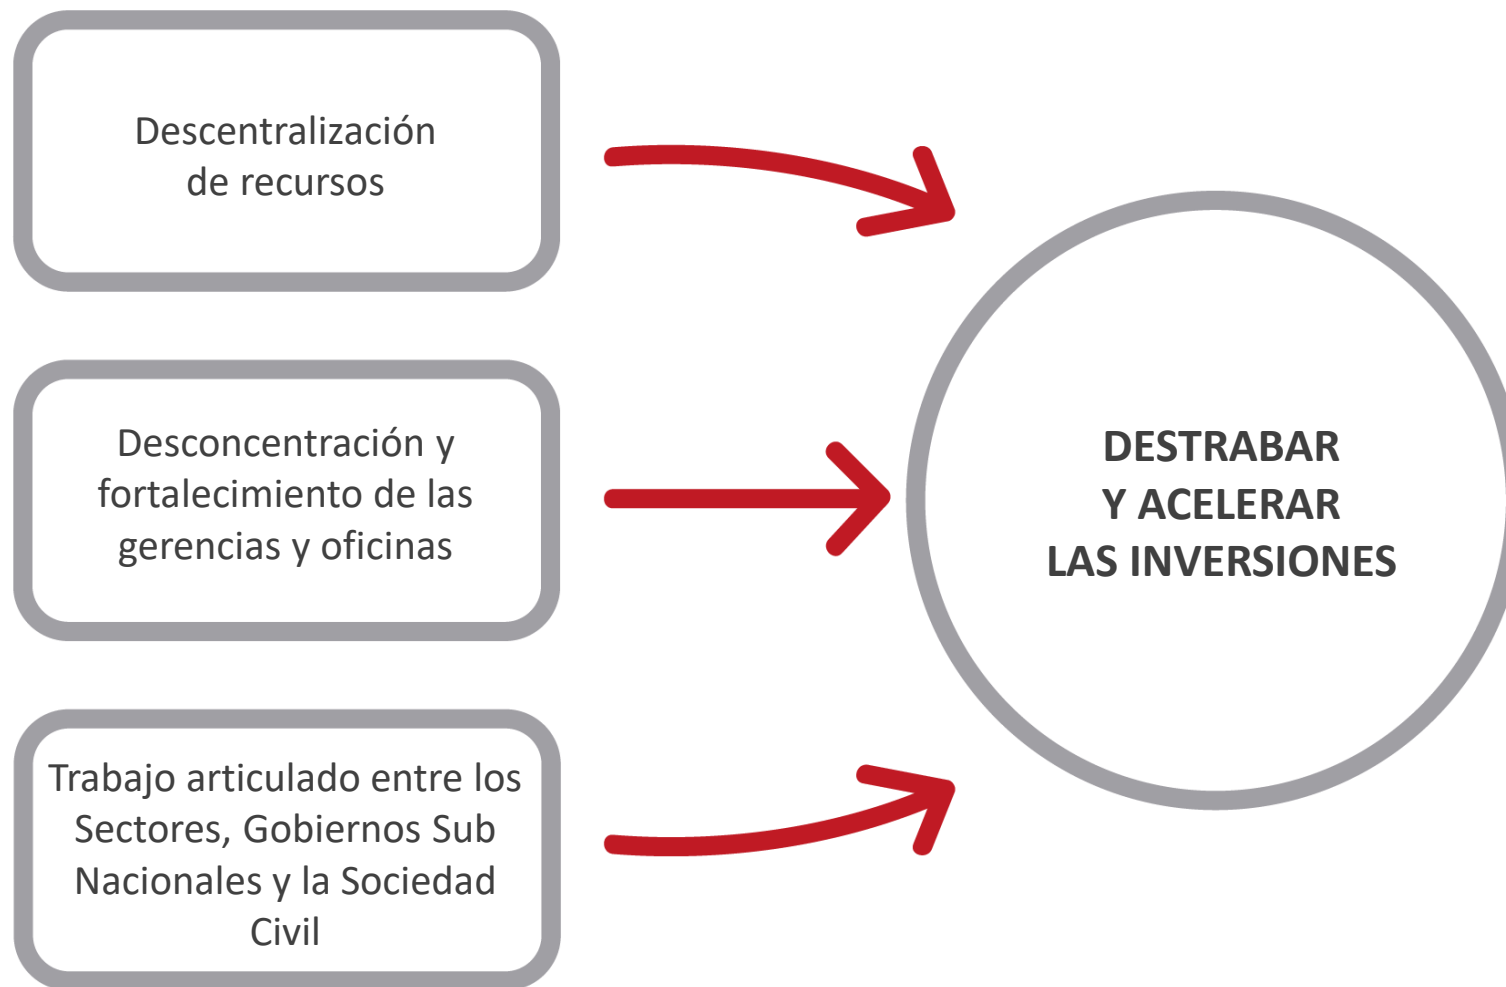 Descentralización
de recursos
Desconcentración y
fortalecimiento de las
gerencias y oficinas
Trabajo articulado entre los
Sectores, Gobiernos Sub
Nacionales y la Sociedad
Civil
DESTRABAR
Y ACELERAR
LAS INVERSIONES